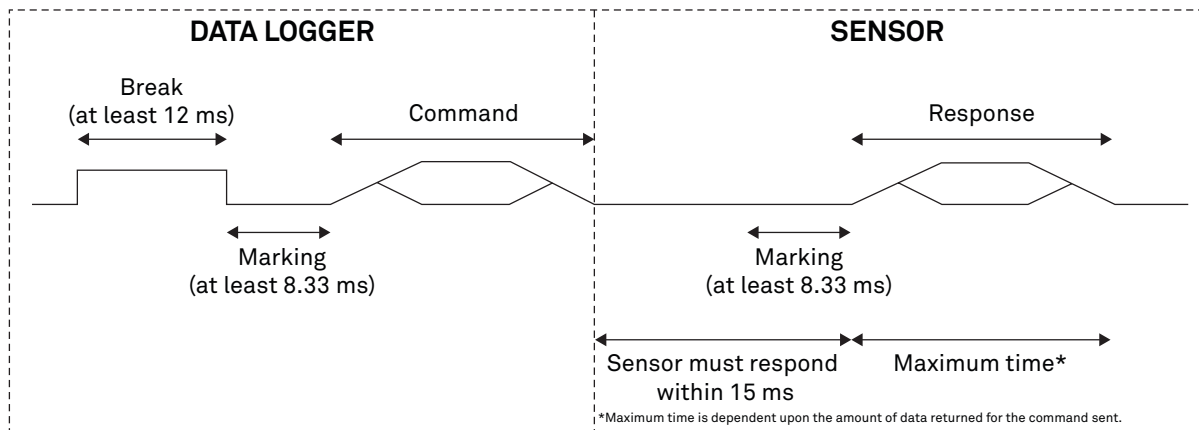 DATA LOGGER
SENSOR
Break
(at least 12 ms)
Command
Response
Marking
(at least 8.33 ms)
Marking
(at least 8.33 ms)
Sensor must respond
within 15 ms
Maximum time*
*Maximum time is dependent upon the amount of data returned for the command sent.